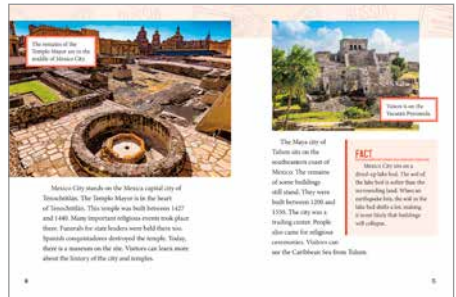 The remains of the
Templo Mayor are in the
middle of Mexico City.
Mexico City stands on the Mexica capital city of
Tenochtitlán. The Templo Mayor is in the heart
of Tenochtitlán. This temple was built between 1427
and 1440. Many important religious events took place
there. Funerals for state leaders were held there too.
Spanish conquistadores destroyed the temple. Today,
there is a museum on the site. Visitors can learn more
about the history of the city and temples.
Tulum is on the
Yucatán Peninsula.
The Maya city of
Tulum sits on the
southeastern coast of
Mexico. The remains
of some buildings
still stand. They were
built between 1200 and
1550. The city was a
trading center. People
also came for religious
ceremonies. Visitors can
see the Caribbean Sea from Tulum.
FACT
Mexico City sits on a
dried-up lake bed. The soil of
the lake bed is softer than the
surrounding land. When an
earthquake hits, the soil in the
lake bed shifts a lot, making
it more likely that buildings
will collapse.
5